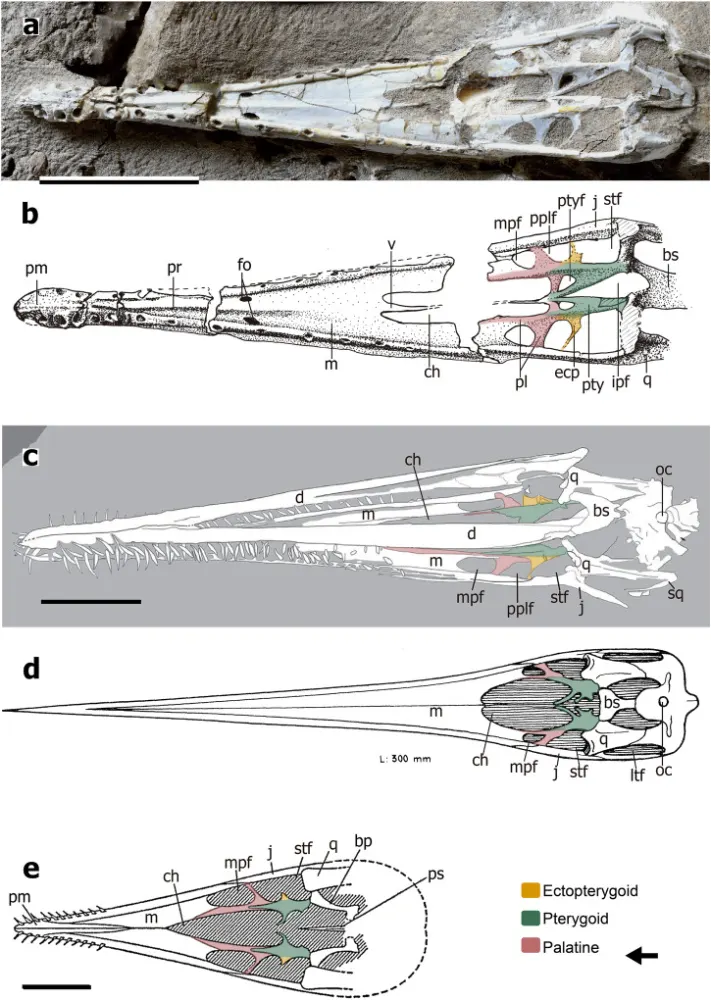 a
b
ptyf j stf
mpf pplf
bs
v
pm pr fo
m ch pl ecp pty ipf q
c
ch
q oc
d
bs
m
d
m q
mpf stf j sq
pplf
d
m bs
q
L: 300 mm
ch mpf j stf ltf oc
e
stf q bp
j
mpf
ch ps
pm
m
Ectopterygoid
Pterygoid
Palatine